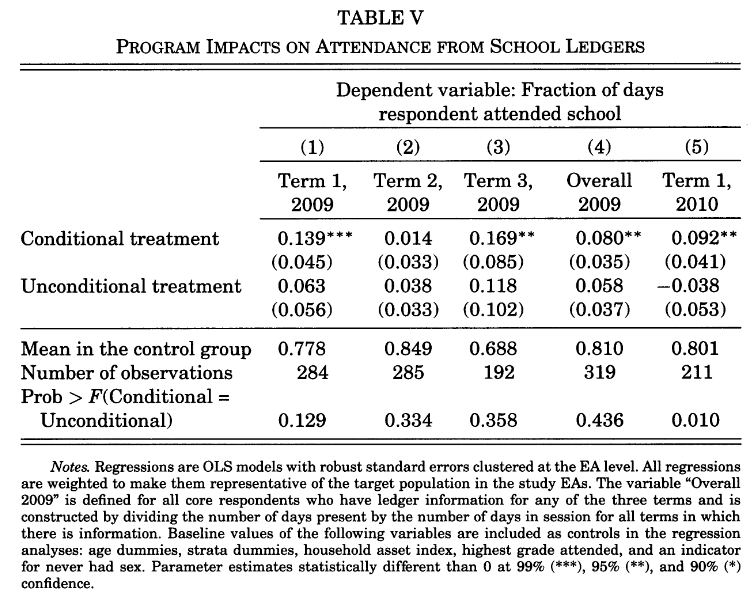 TABLE V
PROGRAM IMPACTS ON ATTENDANCE FROM SCHOOL LEDGERS
Dependent variable: Fraction of days
respondent attended school
(1) (2) (3) (4) (5)
Term 1, Term 2, Term 3, Overall Term 1,
2009 2009 2009 2009 2010
Conditional treatment 0.139*** 0.014 0.169** 0.080** 0.092**
(0.045) (0.033) (0.085) (0.035) (0.041)
Unconditional treatment 0.063 0.038 0.118 0.058 −0.038
(0.056) (0.033) (0.102) (0.037) (0.053)
Mean in the control group 0.778 0.849 0.688 0.810 0.801
Number of observations 284 285 192 319 211
Prob > F(Conditional =
Unconditional) 0.129 0.334 0.358 0.436 0.010
Notes. Regressions are OLS models with robust standard errors clustered at the EA level. All regressions
are weighted to make them representative of the target population in the study EAs. The variable “Overall
2009” is defined for all core respondents who have ledger information for any of the three terms and is
constructed by dividing the number of days present by the number of days in session for all terms in which
there is information. Baseline values of the following variables are included as controls in the regression
analyses: age dummies, strata dummies, household asset index, highest grade attended, and an indicator
for never had sex. Parameter estimates statistically different than 0 at 99% (***), 95% (**), and 90% (*)
confidence.